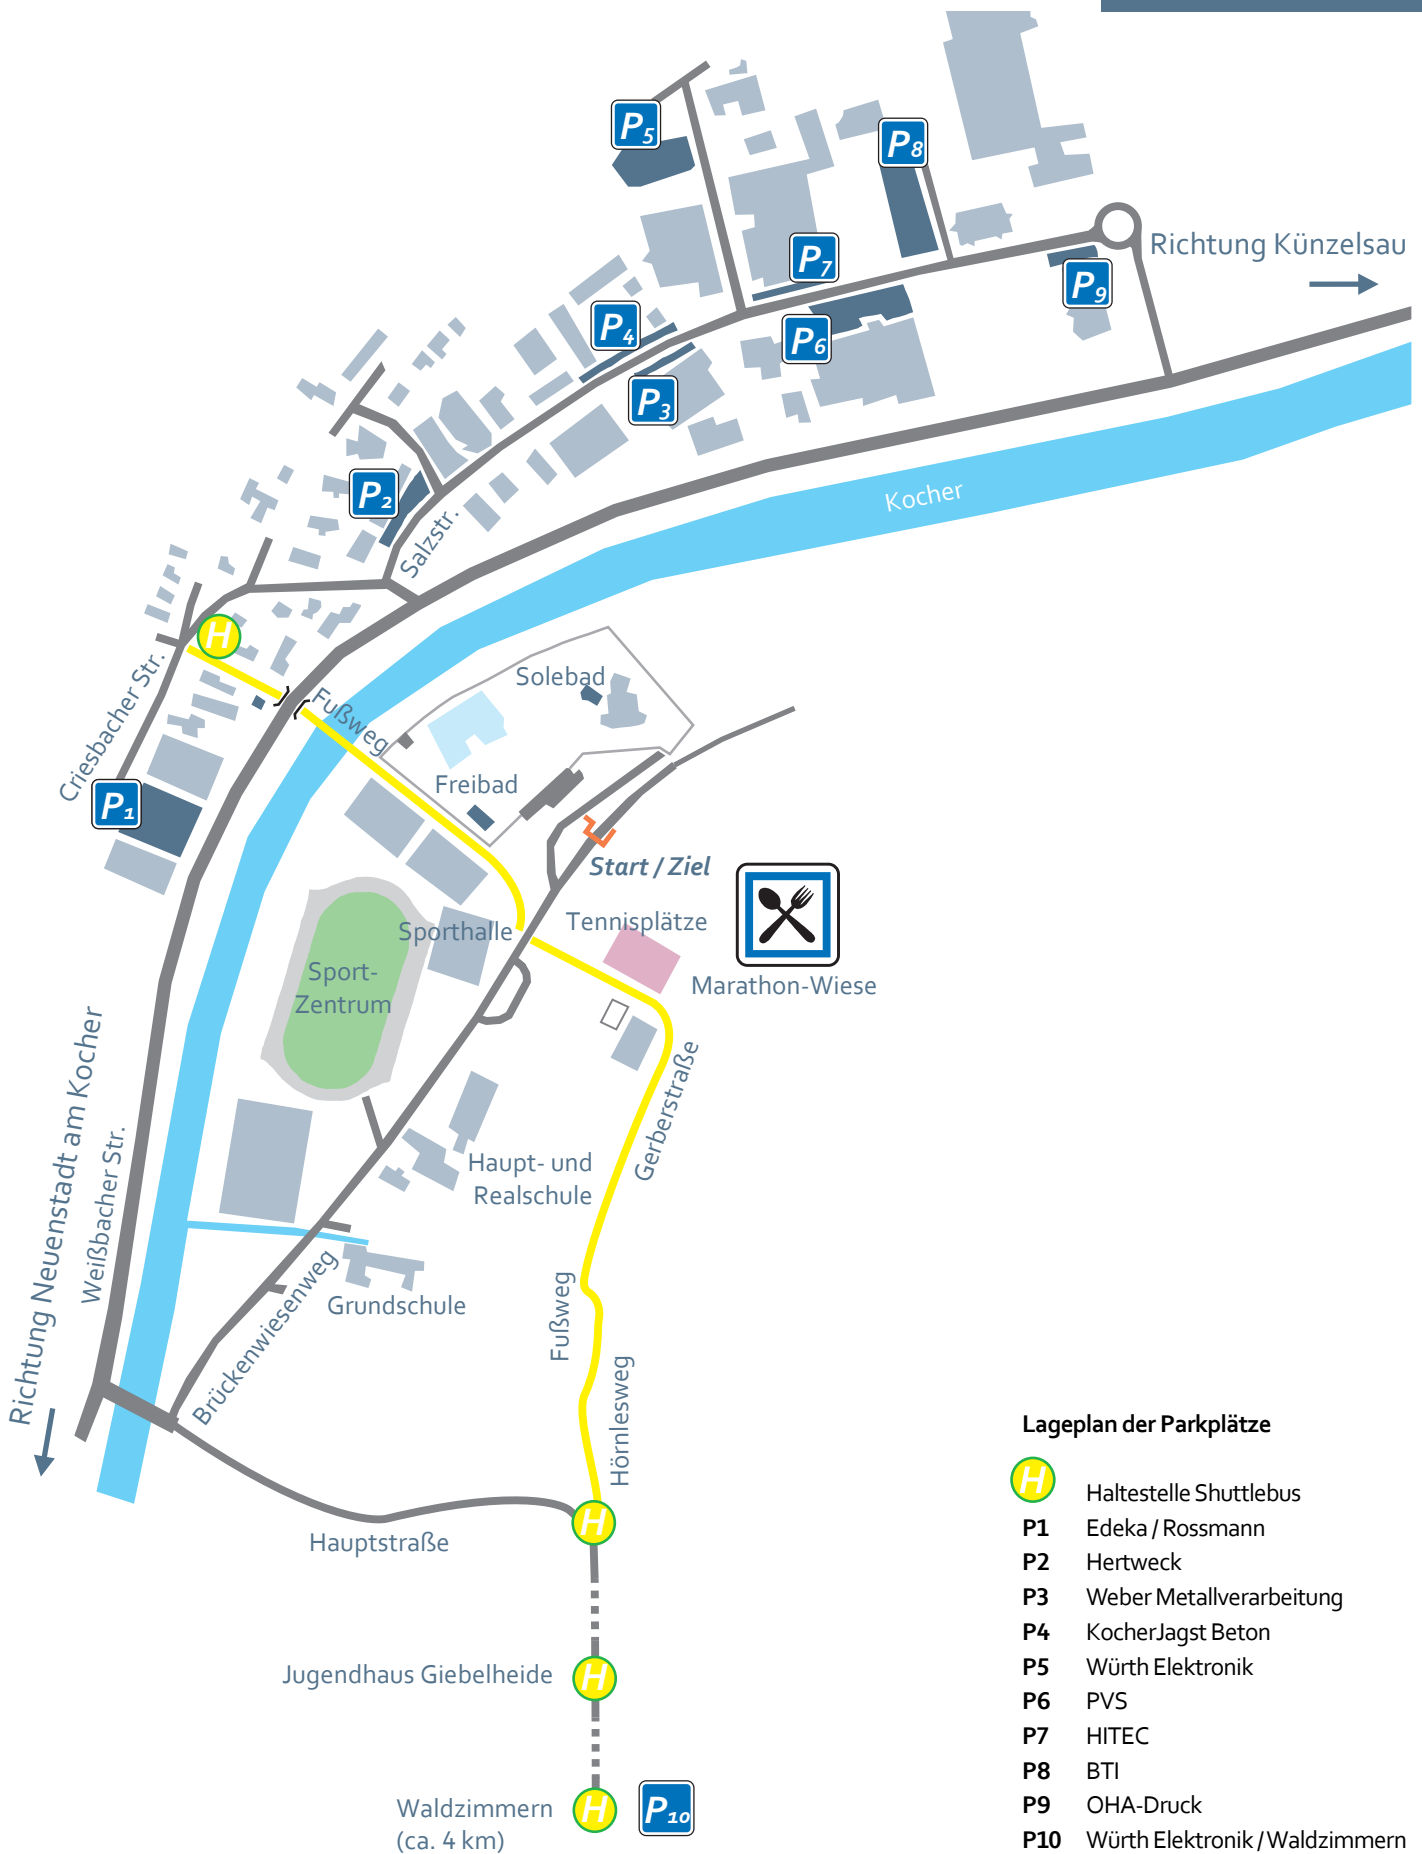 P5
P8
P7
Richtung Künzelsau
P9
P4
P6
P3
P2
Kocher
Salzstr.
H
Criesbacher Str.
Fußweg
Solebad
Freibad
P1
Start / Ziel
Tennisplätze
Sporthalle
Marathon-Wiese
Sport-
Zentrum
Richtung Neuenstadt am Kocher
Weißbacher Str.
Gerberstraße
Haupt- und
Realschule
Grundschule
Brückenwiesenweg
Fußweg
Hörnlesweg
Hauptstraße
H
Jugendhaus Giebelheide
H
Waldzimmern
(ca. 4 km)
H
P10
Lageplan der Parkplätze
H Haltestelle Shuttlebus
P1 Edeka / Rossmann
P2 Hertweck
P3 Weber Metallverarbeitung
P4 KocherJagst Beton
P5 Würth Elektronik
P6 PVS
P7 HITEC
P8 BTI
P9 OHA-Druck
P10 Würth Elektronik / Waldzimmern